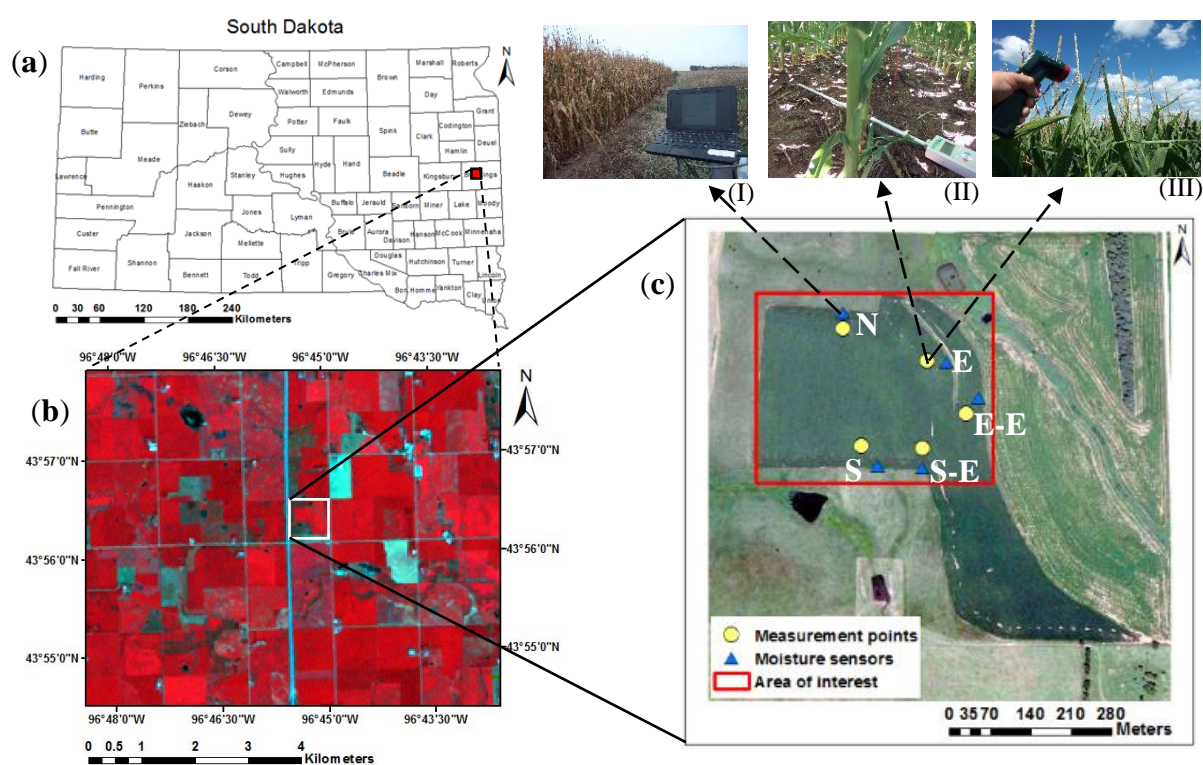 South Dakota
(a)
N
Harding
Perkins
Corson
Campbell
McPherson
Brown
Marshall
Roberts
Walworth
Edmunds
Day
Butte
Ziebach
Dewey
Potter
Faulk
Spink
Grant
Clark
Codington
Meade
Sully
Hyde
Hand
Hamlin
Deuel
Lawrence
Haakon
Stanley
Hughes
Beadle
Kingsbury
Pennington
Jones
Lyman
Buffalo
Jerauld
Sanborn
Miner
Lake
Moody
Custer
Jackson
Mellette
Brule
Aurora
Davison
Hanson
McCook
Minnehaha
Fall River
Shannon
Bennett
Todd
Tripp
Gregory
Charles Mix
Douglas
Hutchinson
Turner
Lincoln
Bon Homme
Yankton
Clay
Union
0 30 60 120 180 240
Kilometers
(I)
(II)
(III)
(b)
96°48'0"W 96°46'30"W 96°45'0"W 96°43'30"W
N
43°57'0"N 43°57'0"N
43°56'0"N 43°56'0"N
43°55'0"N 43°55'0"N
96°48'0"W 96°46'30"W 96°45'0"W 96°43'30"W
0 0.5 1 2 3 4
Kilometers
(c)
N
N
E
E-E
S
S-E
Measurement points
Moisture sensors
Area of interest
0 35 70 140 210 280
Meters